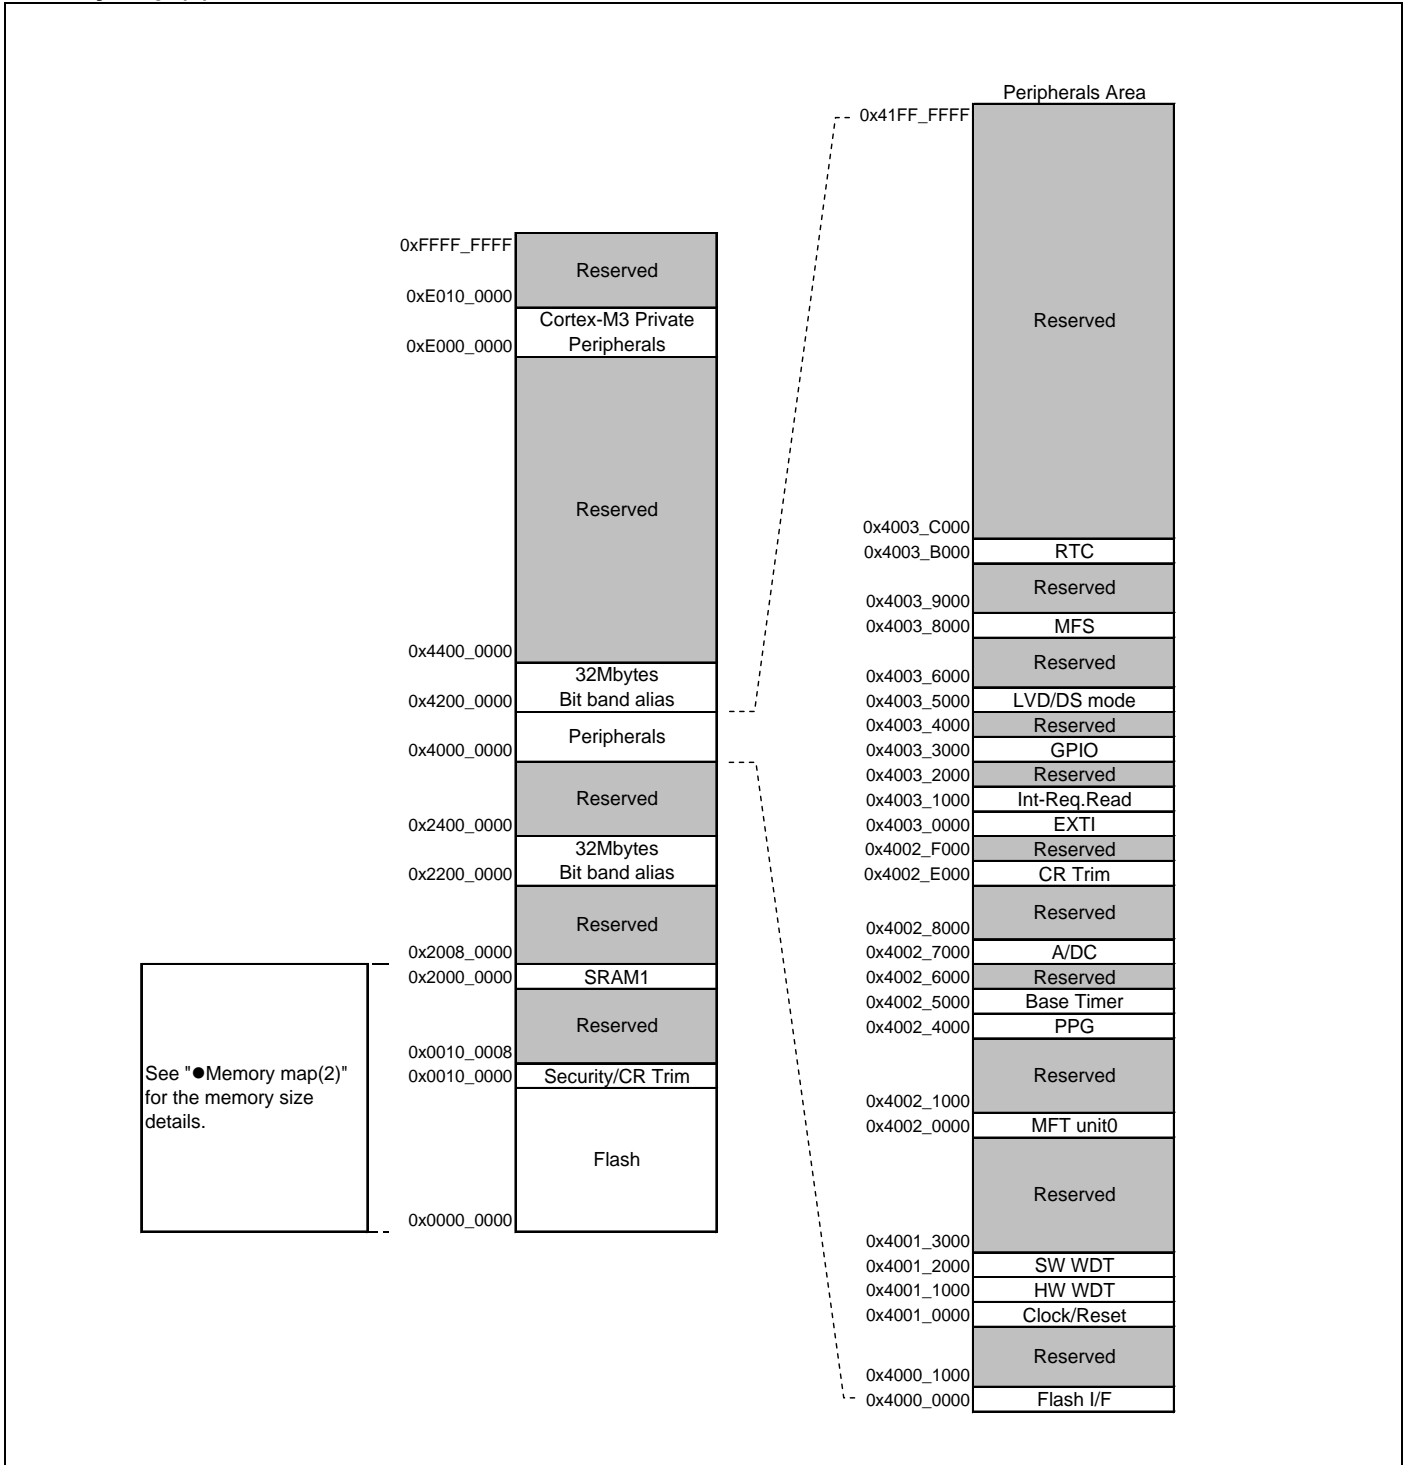 Peripherals Area
0x41FF_FFFF
Reserved
0xFFFF_FFFF
Reserved
0xE010_0000
Cortex-M3 Private
Peripherals
0xE000_0000
Reserved
0x4400_0000
32Mbytes
Bit band alias
0x4200_0000
Peripherals
0x4000_0000
Reserved
0x2400_0000
32Mbytes
Bit band alias
0x2200_0000
Reserved
0x2008_0000
0x2000_0000 SRAM1
Reserved
0x0010_0008
0x0010_0000 Security/CR Trim
Flash
0x0000_0000
See "●Memory map(2)"
for the memory size
details.
0x4003_C000
0x4003_B000 RTC
Reserved
0x4003_9000
0x4003_8000 MFS
Reserved
0x4003_6000
0x4003_5000 LVD/DS mode
0x4003_4000 Reserved
0x4003_3000 GPIO
0x4003_2000 Reserved
0x4003_1000 Int-Req.Read
0x4003_0000 EXTI
0x4002_F000 Reserved
0x4002_E000 CR Trim
Reserved
0x4002_8000
0x4002_7000 A/DC
0x4002_6000 Reserved
0x4002_5000 Base Timer
0x4002_4000 PPG
Reserved
0x4002_1000
0x4002_0000 MFT unit0
Reserved
0x4001_3000
0x4001_2000 SW WDT
0x4001_1000 HW WDT
0x4001_0000 Clock/Reset
Reserved
0x4000_1000
0x4000_0000 Flash I/F